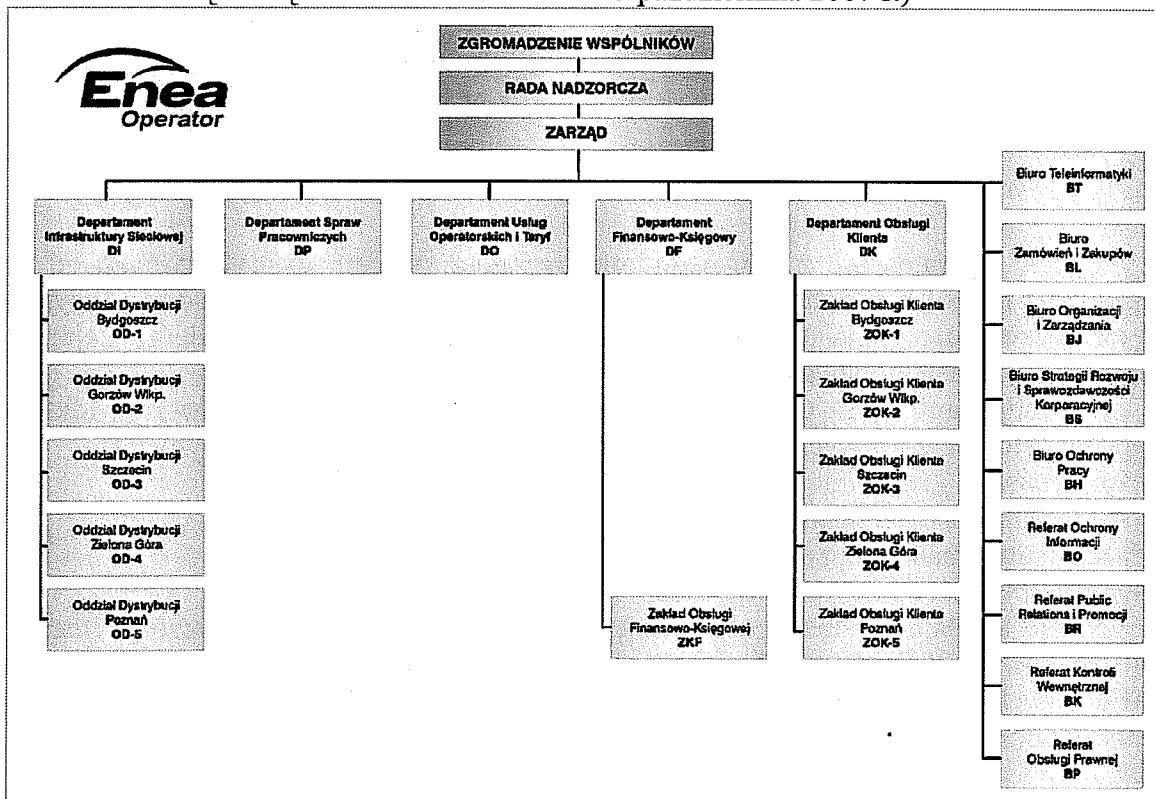 2007 r.)
Enea
Operator
ZGROMADZENIE WSPÓLNIKÓW
RADA NADZORCZA
ZARZĄD
Departament
Infrastruktury Sieciowej
DI
Departament Spraw
Pracowniczych
DP
Departament Usług
Operatorskich i Taryf
DO
Departament
Finansowo-Księgowy
DF
Departament Obsługi
Klienta
DK
Oddział Dystrybucji
Bydgoszcz
OD-1
Oddział Dystrybucji
Gorzów Wlkp.
OD-2
Oddział Dystrybucji
Szczecin
OD-3
Oddział Dystrybucji
Zielona Góra
OD-4
Oddział Dystrybucji
Poznań
OD-5
Zakład Obsługi
Finansowo-Księgowej
ZKF
Zakład Obsługi Klienta
Bydgoszcz
ZOK-1
Zakład Obsługi Klienta
Gorzów Wlkp.
ZOK-2
Zakład Obsługi Klienta
Szczecin
ZOK-3
Zakład Obsługi Klienta
Zielona Góra
ZOK-4
Zakład Obsługi Klienta
Poznań
ZOK-5
Biuro Teleinformatyki
BT
Biuro
Zamówień i Zakupów
BL
Biuro Organizacji
i Zarządzania
BJ
Biuro Strategii Rozwoju
i Sprawozdawczości
Korporacyjnej
BS
Biuro Ochrony
Pracy
BH
Referat Ochrony
Informacji
BO
Referat Public
Relations i Promocji
BR
Referat Kontroli
Wewnętrznej
BK
Referat
Obsługi Prawnej
BP